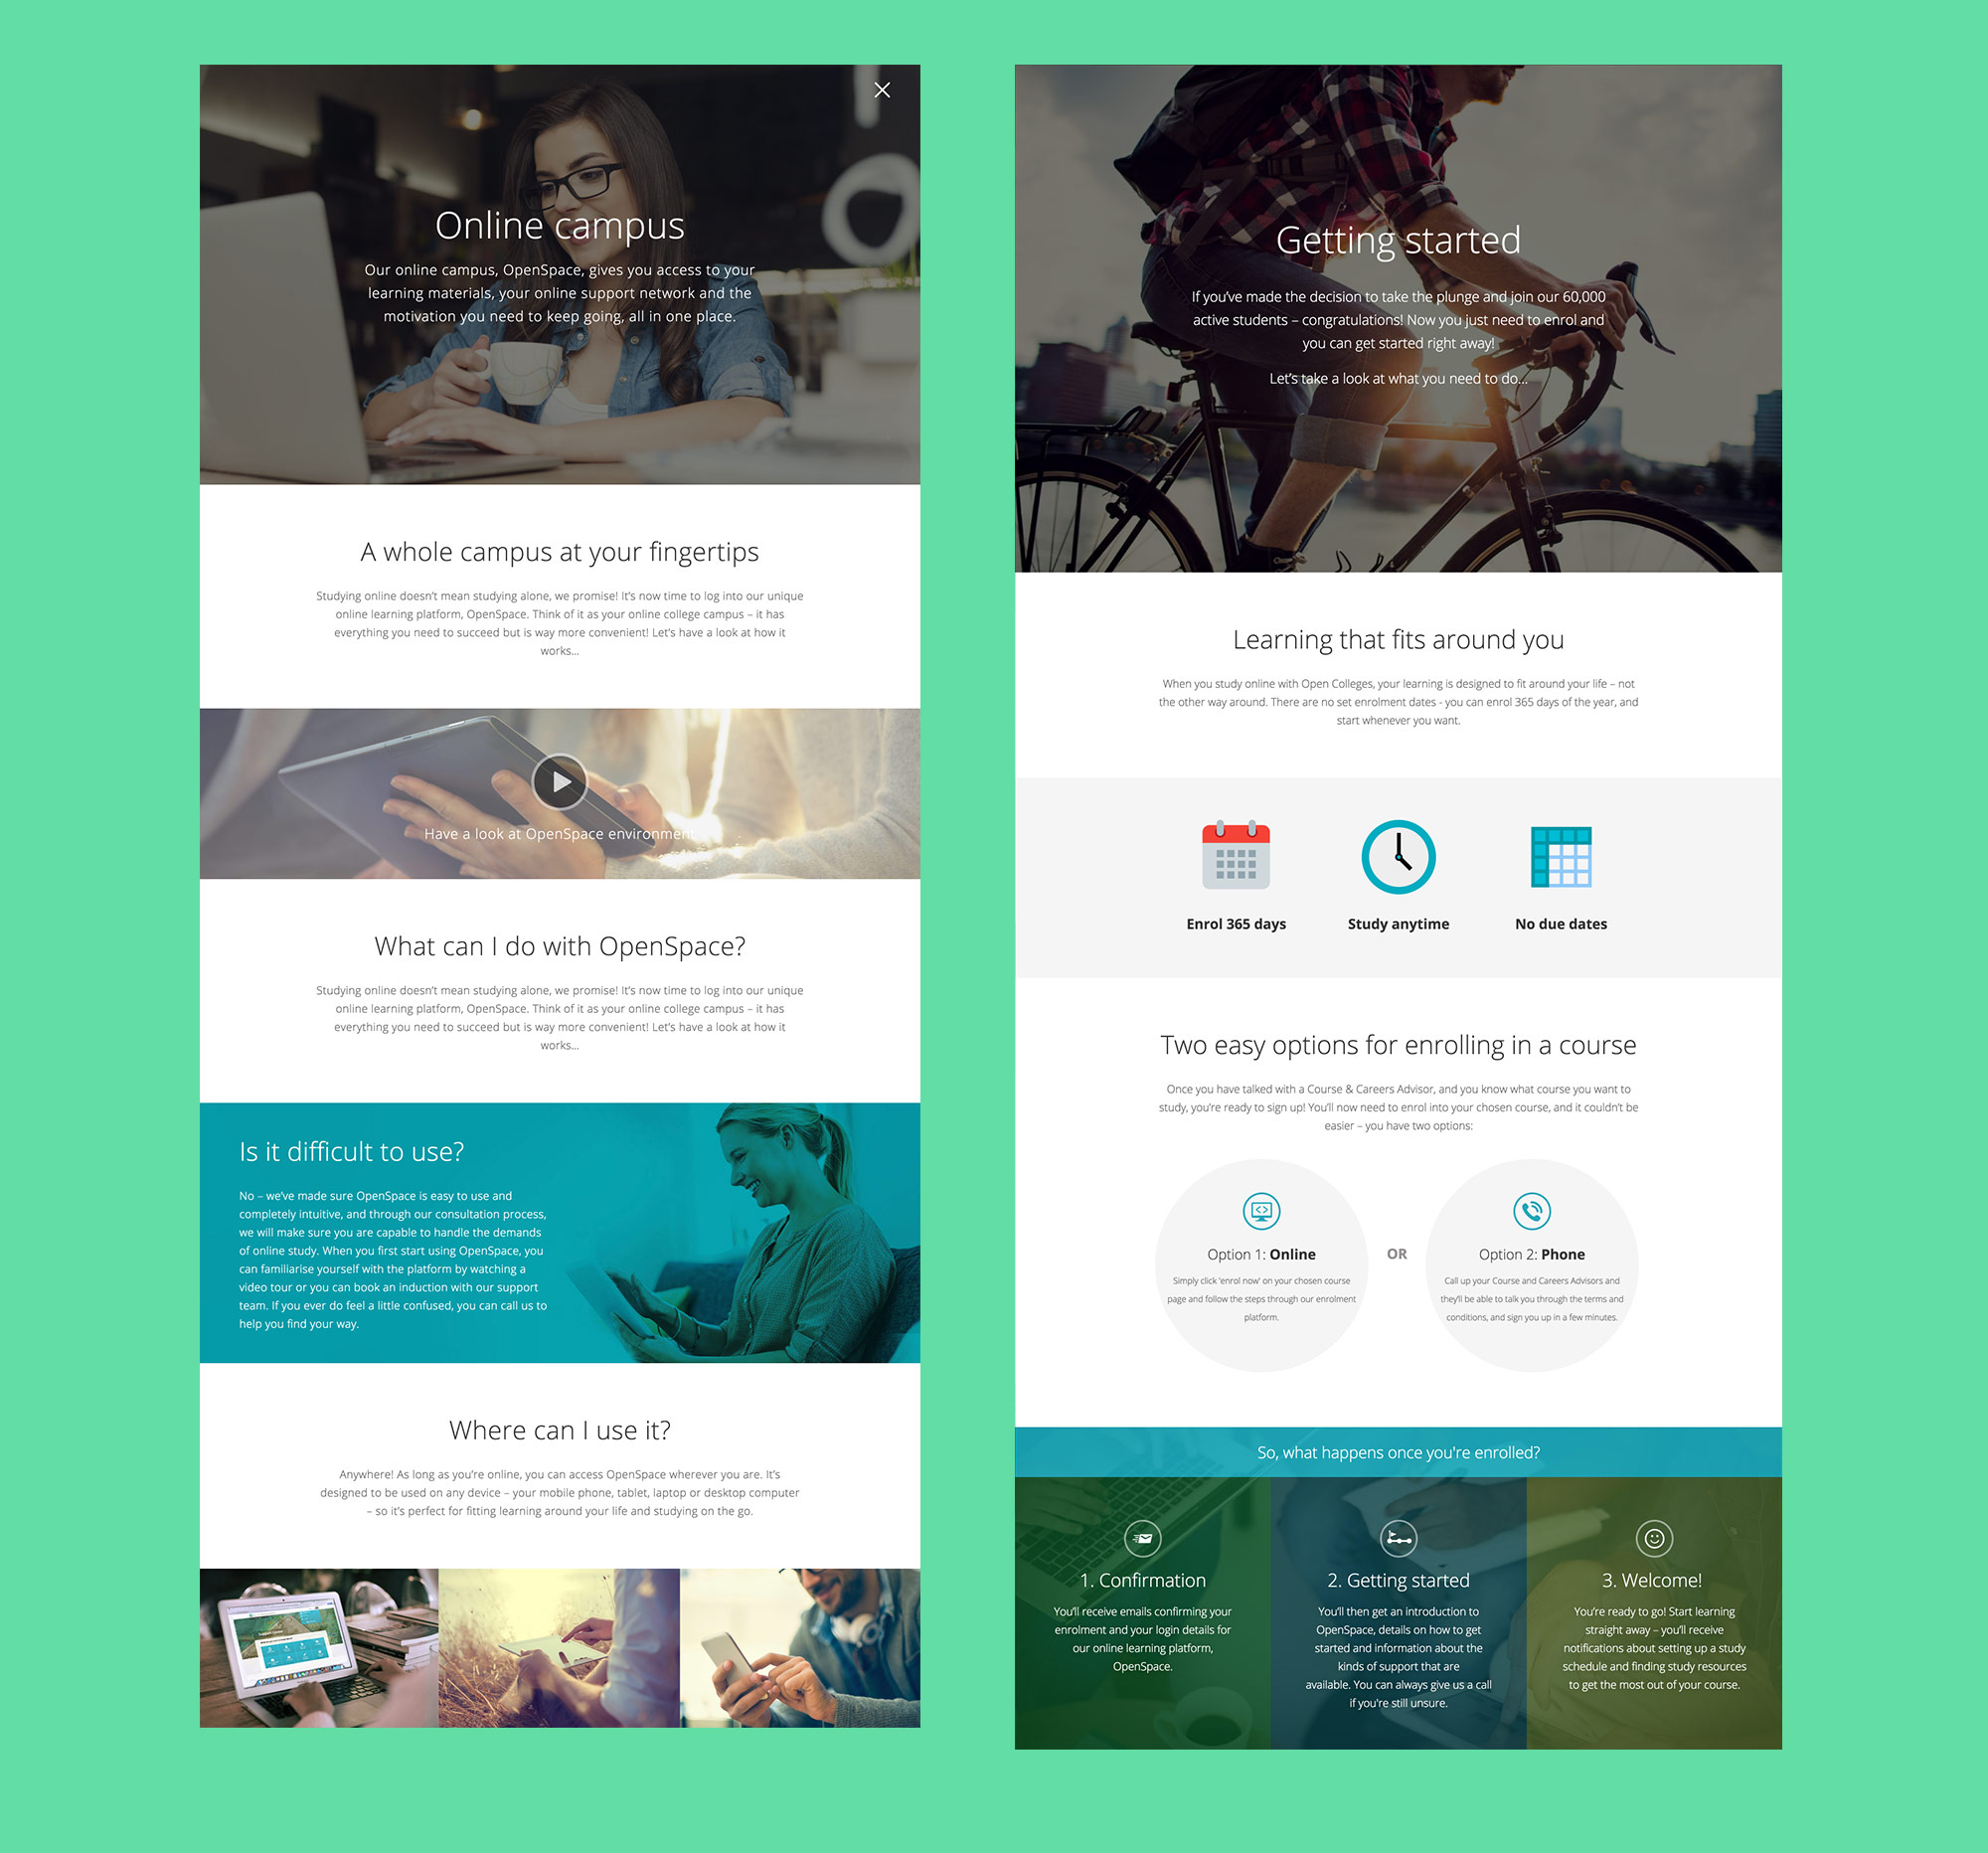 Online campus
Our online campus, OpenSpace, gives you access to your
learning materials, your online support network and the
motivation you need to keep going, all in one place.
A whole campus at your fingertips
Studying online doesn't mean studying alone, we promise! It's now time to log into our unique
online learning platform, OpenSpace. Think of it as your online college campus – it has
everything you need to succeed but is way more convenient! Let's have a look at how it
works...
Have a look at OpenSpace environment
What can I do with OpenSpace?
Studying online doesn't mean studying alone, we promise! It's now time to log into our unique
online learning platform, OpenSpace. Think of it as your online college campus – it has
everything you need to succeed but is way more convenient! Let's have a look at how it
works...
Is it difficult to use?
No – we've made sure OpenSpace is easy to use and
completely intuitive, and through our consultation process,
we will make sure you are capable to handle the demands
of online study. When you first start using OpenSpace, you
can familiarise yourself with the platform by watching a
video tour or you can book an induction with our support
team. If you ever do feel a little confused, you can call us to
help you find your way.
Where can I use it?
Anywhere! As long as you're online, you can access OpenSpace wherever you are. It's
designed to be used on any device – your mobile phone, tablet, laptop or desktop computer
– so it's perfect for fitting learning around your life and studying on the go.
Getting started
If you've made the decision to take the plunge and join our 60,000
active students – congratulations! Now you just need to enrol and
you can get started right away!
Let's take a look at what you need to do...
Learning that fits around you
When you study online with Open Colleges, your learning is designed to fit around your life – not
the other way around. There are no set enrolment dates - you can enrol 365 days of the year, and
start whenever you want.
Enrol 365 days
Study anytime
No due dates
Two easy options for enrolling in a course
Once you have talked with a Course & Careers Advisor, and you know what course you want to
study, you're ready to sign up! You'll now need to enrol into your chosen course, and it couldn't be
easier – you have two options:
Option 1: Online
Simply click 'enrol now' on your chosen course
page and follow the steps through our enrolment
platform.
OR
Option 2: Phone
Call up your Course and Careers Advisors and
they'll be able to talk you through the terms and
conditions, and sign you up in a few minutes.
So, what happens once you're enrolled?
1. Confirmation
You'll receive emails confirming your
enrolment and your login details for
our online learning platform,
OpenSpace.
2. Getting started
You'll then get an introduction to
OpenSpace, details on how to get
started and information about the
kinds of support that are
available. You can always give us a call
if you're still unsure.
3. Welcome!
You're ready to go! Start learning
straight away – you'll receive
notifications about setting up a study
schedule and finding study resources
to get the most out of your course.